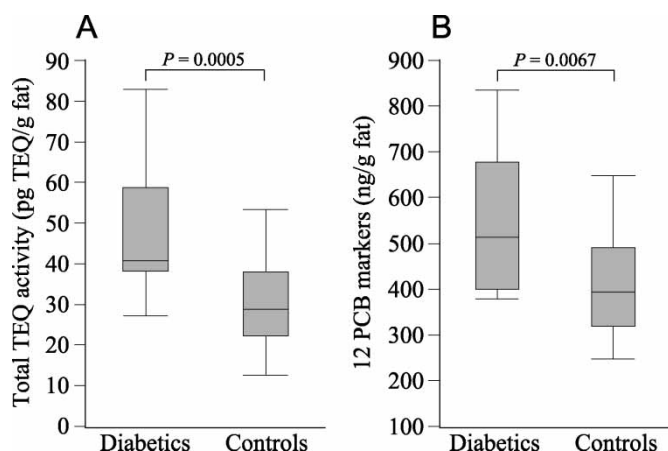 A
Total TEQ activity (pg TEQ/g fat)
90
80
70
60
50
40
30
20
10
0
P = 0.0005
Diabetics
Controls
B
12 PCB markers (ng/g fat)
900
800
700
600
500
400
300
200
100
P = 0.0067
Diabetics
Controls